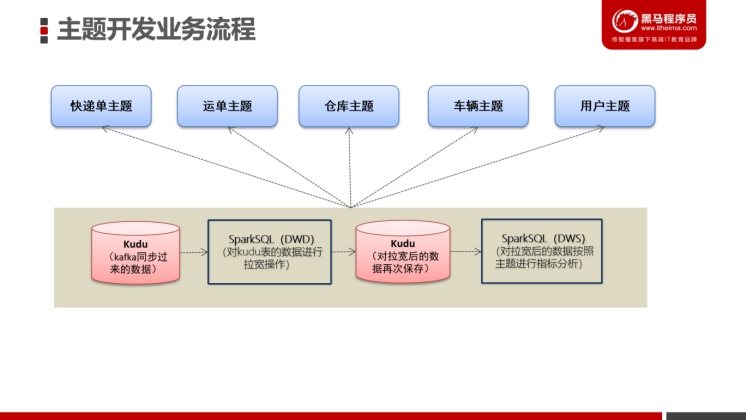 主题开发业务流程
黑马程序员
www.itheima.com
传智播客旗下高端IT教育品牌
快递单主题
运单主题
仓库主题
车辆主题
用户主题
Kudu
（kafka同步过
来的数据）
SparkSQL（DWD）
(对kudu表的数据进行
拉宽操作)
Kudu
（对拉宽后的数
据再次保存）
SparkSQL（DWS）
(对拉宽后的数据按照
主题进行指标分析)